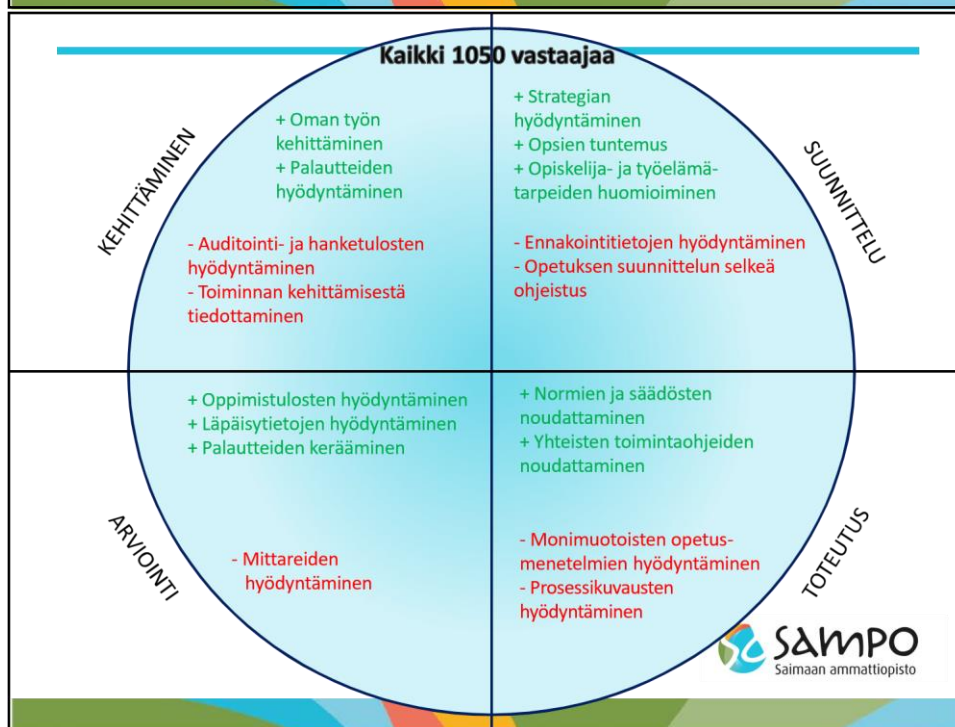 Kaikki 1050 vastaajaa
KEHITTÄMINEN
+ Oman työn
kehittäminen
+ Palautteiden
hyödyntäminen
- Auditointi- ja hanketulosten
hyödyntäminen
- Toiminnan kehittämisestä
tiedottaminen
SUUNNITTELU
+ Strategian
hyödyntäminen
+ Opsien tuntemus
+ Opiskelija- ja työelämä-
tarpeiden huomioiminen
- Ennakointitietojen hyödyntäminen
- Opetuksen suunnittelun selkeä
ohjeistus
ARVIOINTI
+ Oppimistulosten hyödyntäminen
+ Läpäisytietojen hyödyntäminen
+ Palautteiden kerääminen
- Mittareiden
hyödyntäminen
TOTEUTUS
+ Normien ja säädösten
noudattaminen
+ Yhteisten toimintaohjeiden
noudattaminen
- Monimuotoisten opetus-
menetelmien hyödyntäminen
- Prosessikuvausten
hyödyntäminen
SAMPO
Saimaan ammattiopisto